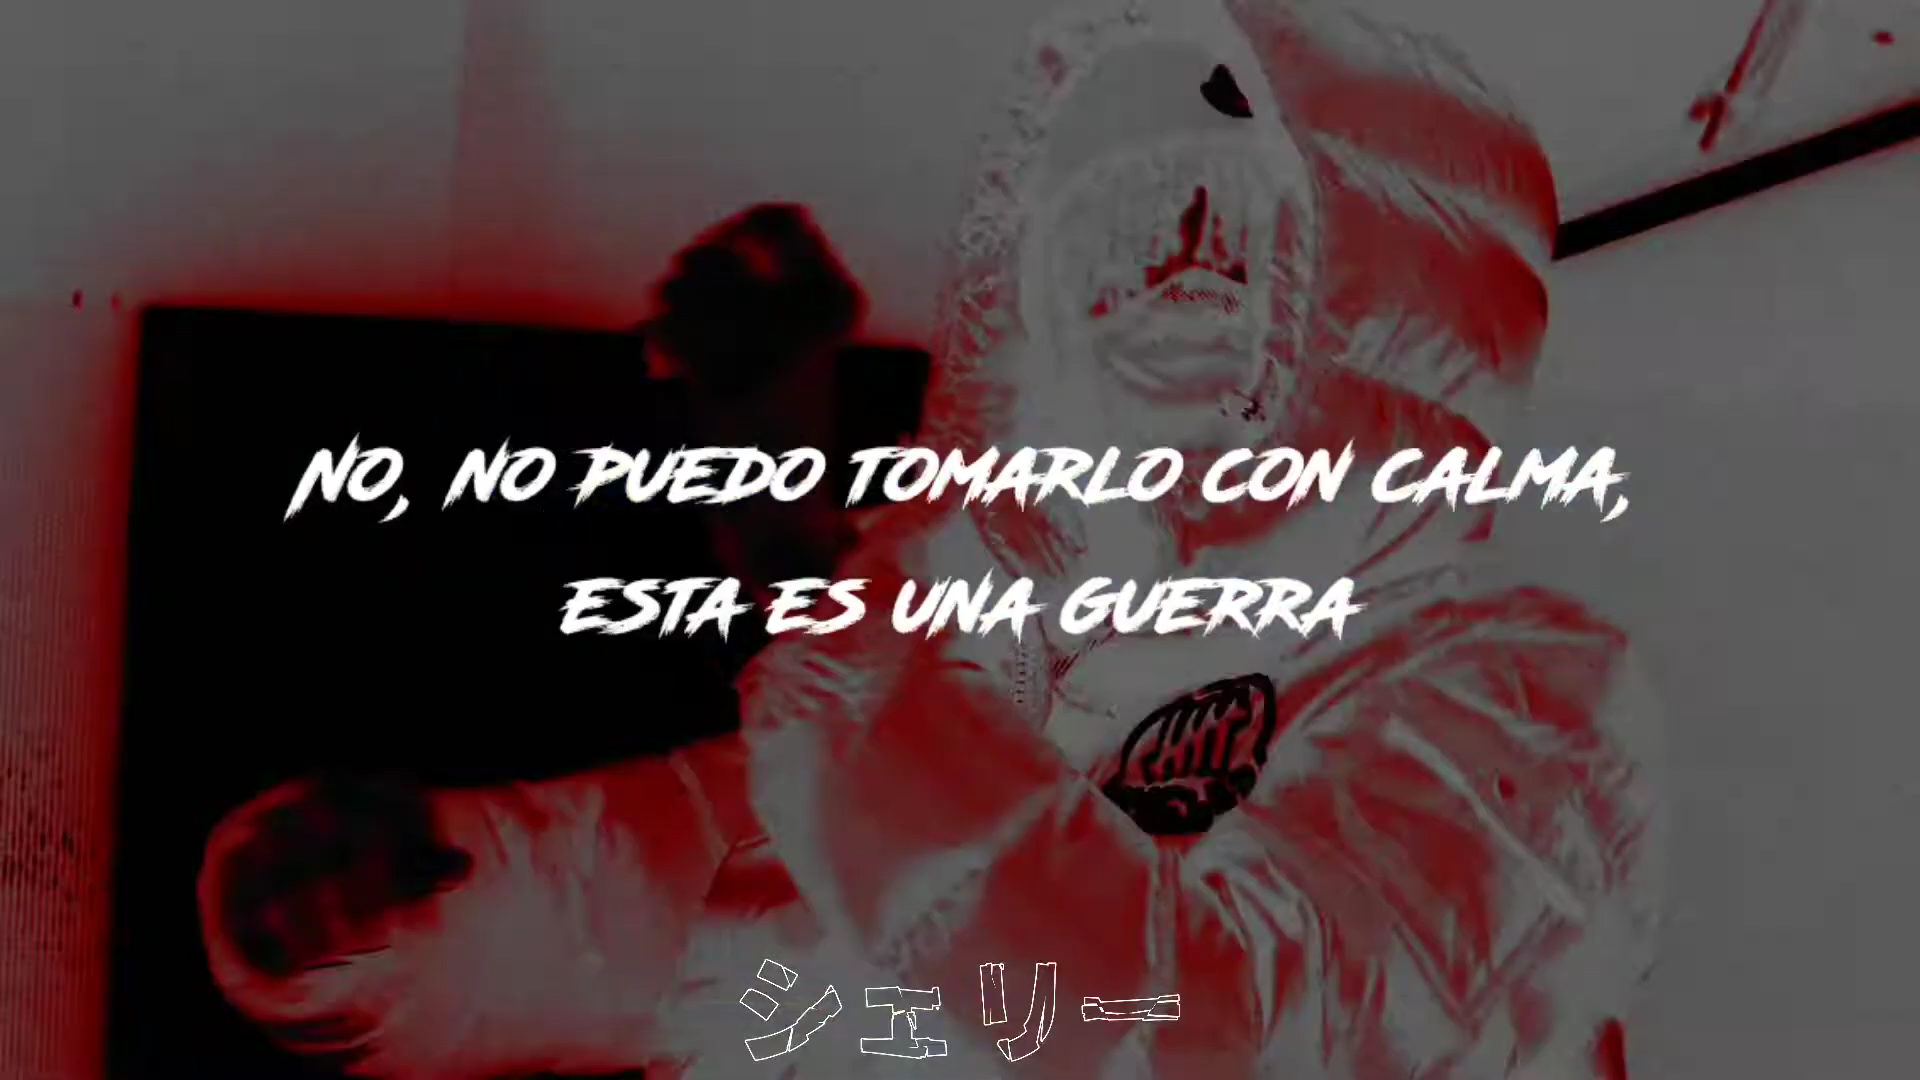 NO, NO PUEDO TOMARLO CON CALMA,
ESTA ES UNA GUERRA
シェリー